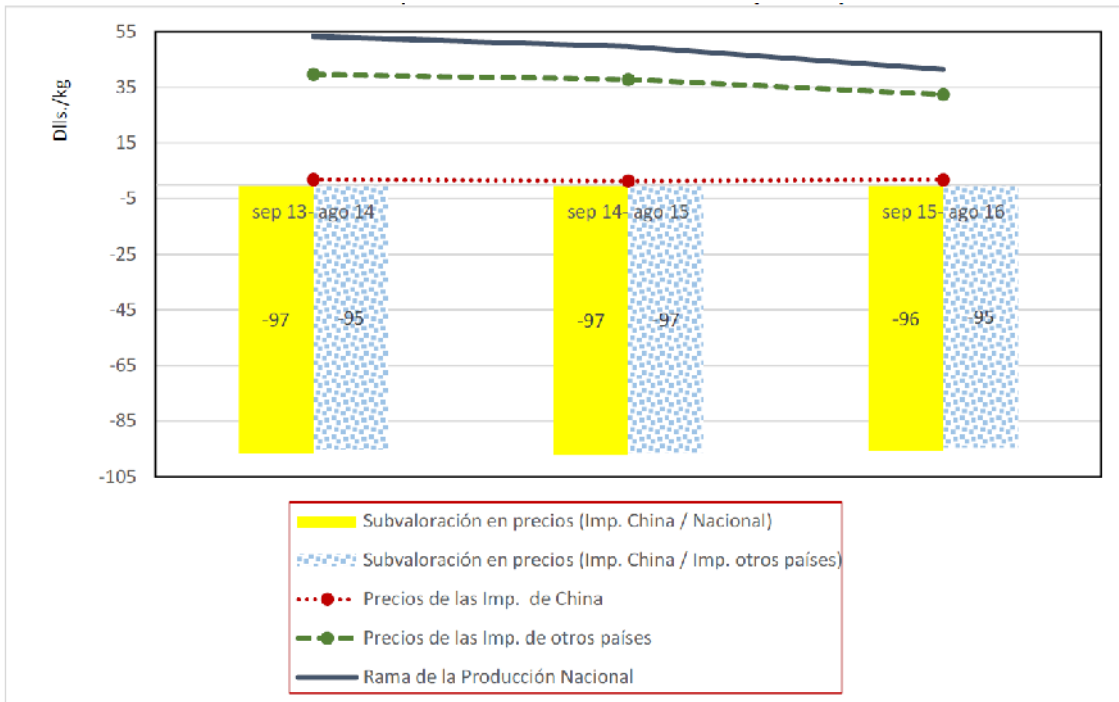 55
35
15
-5
-25
-45
-65
-85
-105
Dlls./kg
sep 13- ago 14
sep 14- ago 15
sep 15- ago 16
-97
-95
-97
-97
-96
-95
Subvaloración en precios (Imp. China / Nacional)
Subvaloración en precios (Imp. China / Imp. otros países)
Precios de las Imp.  de China
Precios de las Imp. de otros países
Rama de la Producción Nacional